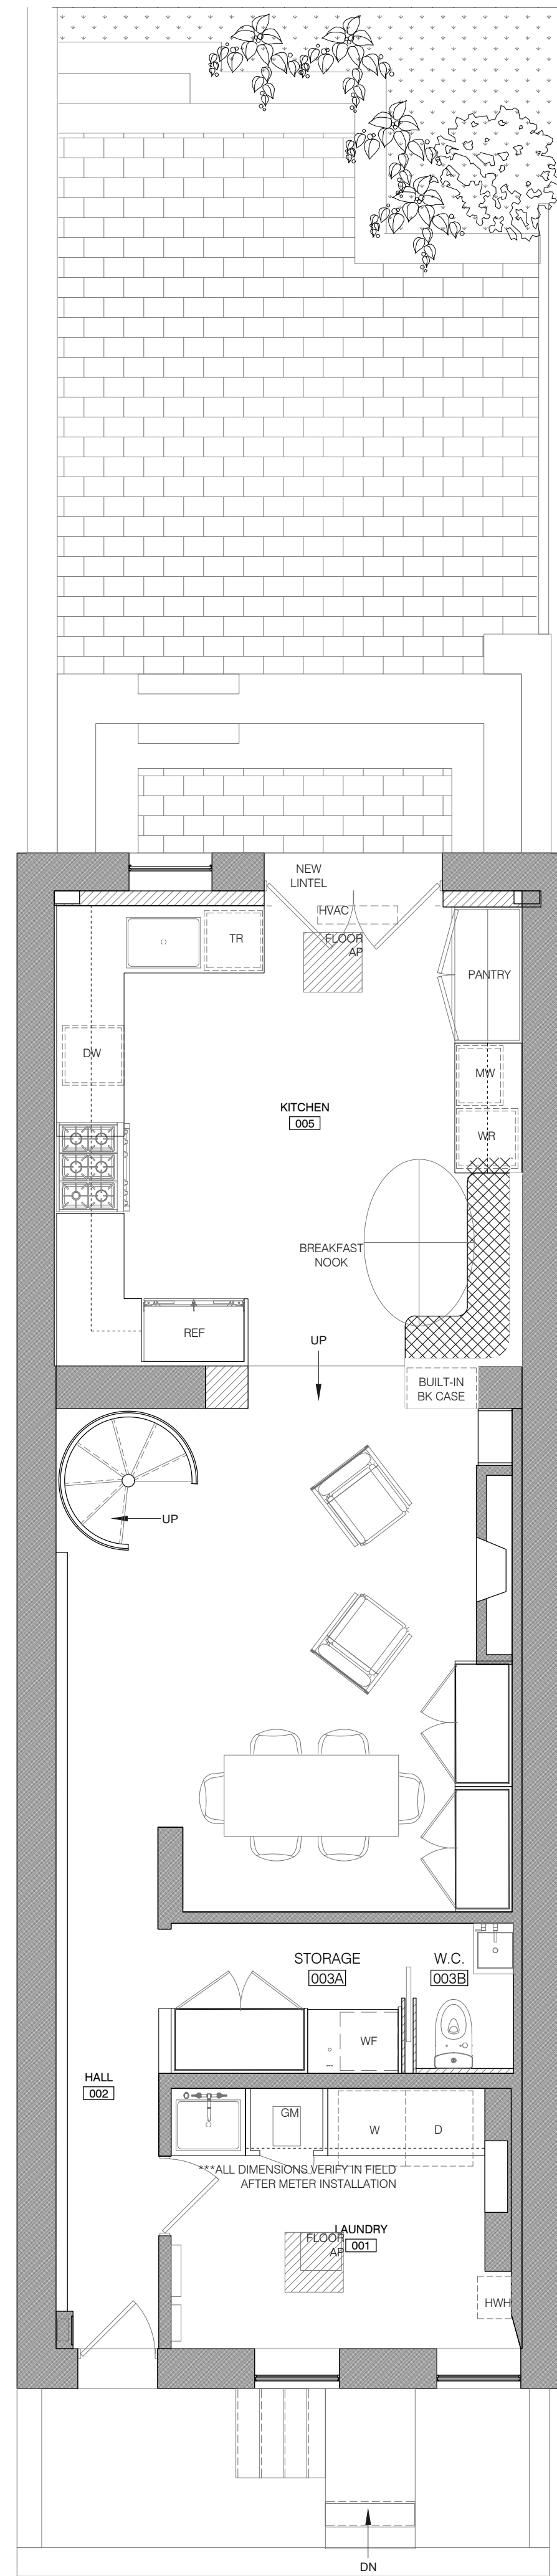 NEW
LINTEL
HVAC
TR
FLOOR
AP
PANTRY
DW
MW
KITCHEN
005
WR
BREAKFAST
NOOK
REF
UP
BUILT-IN
BK CASE
UP
STORAGE
003A
W.C.
003B
WF
HALL
002
GM
W
D
***ALL DIMENSIONS VERIFY IN FIELD
AFTER METER INSTALLATION
LAUNDRY
001
FLOOR
AP
HWH
DN